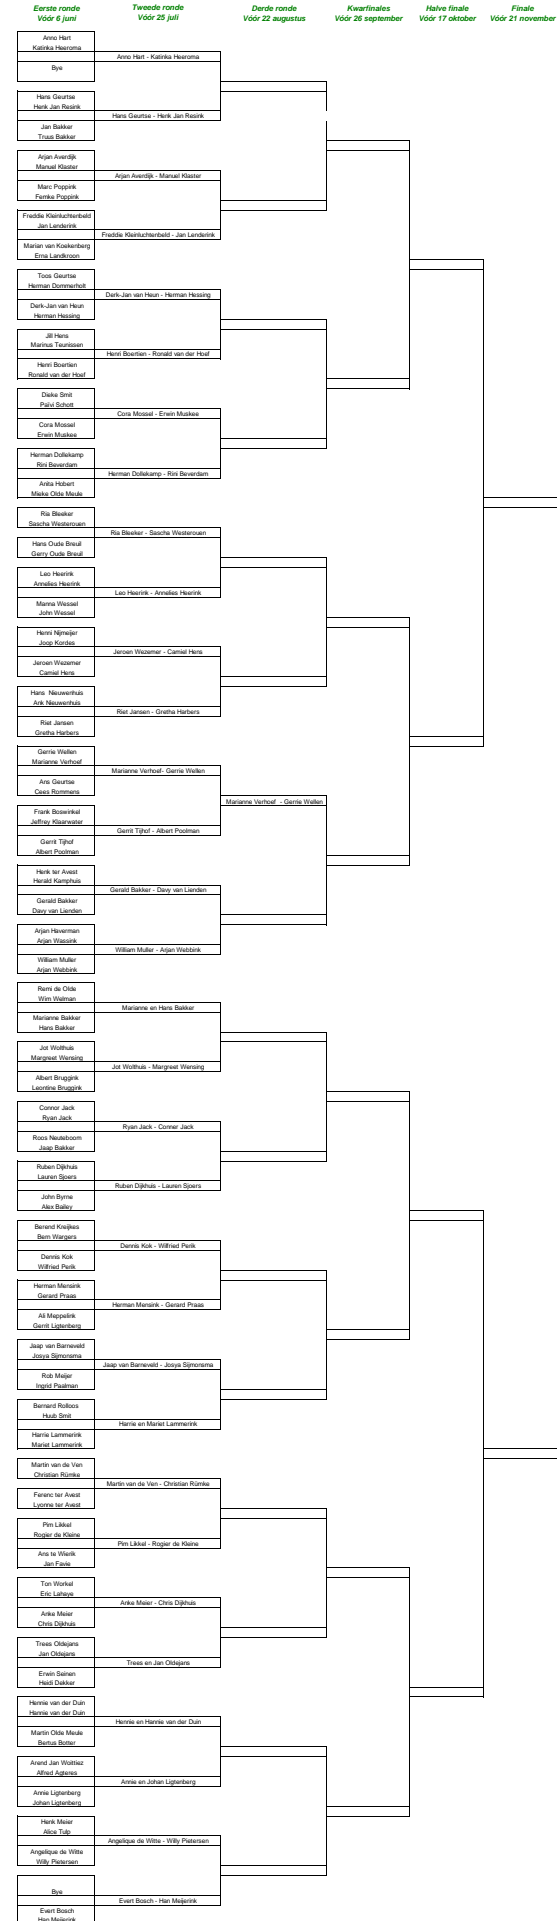 Eerste ronde
Vóór 6 juni
Tweede ronde
Vóór 25 juli
Derde ronde
Vóór 22 augustus
Kwarfinales
Vóór 26 september
Halve finale
Vóór 17 oktober
Finale
Vóór 21 november
Anno Hart
Katinka Heeroma
Anno Hart - Katinka Heeroma
Bye
Hans Geurtse
Henk Jan Resink
Hans Geurtse - Henk Jan Resink
Jan Bakker
Truus Bakker
Arjan Averdijk
Manuel Klaster
Arjan Averdijk - Manuel Klaster
Marc Poppink
Femke Poppink
Freddie Kleinluchtenbeld
Jan Lenderink
Freddie Kleinluchtenbeld - Jan Lenderink
Marian van Koekenberg
Erna Landkroon
Toos Geurtse
Herman Dommerholt
Derk-Jan van Heun - Herman Hessing
Derk-Jan van Heun
Herman Hessing
Jill Hens
Marinus Teunissen
Henri Boertien - Ronald van der Hoef
Henri Boertien
Ronald van der Hoef
Dieke Smit
Païvi Schott
Cora Mossel - Erwin Muskee
Cora Mossel
Erwin Muskee
Herman Dollekamp
Rini Beverdam
Herman Dollekamp - Rini Beverdam
Anita Hobert
Mieke Olde Meule
Ria Bleeker
Sascha Westerouen
Ria Bleeker - Sascha Westerouen
Hans Oude Breuil
Gerry Oude Breuil
Leo Heerink
Annelies Heerink
Leo Heerink - Annelies Heerink
Manna Wessel
John Wessel
Henni Nijmeijer
Joop Kordes
Jeroen Wezemer - Camiel Hens
Jeroen Wezemer
Camiel Hens
Hans  Nieuwenhuis
Ank Nieuwenhuis
Riet Jansen - Gretha Harbers
Riet Jansen
Gretha Harbers
Gerrie Wellen
Marianne Verhoef
Marianne Verhoef- Gerrie Wellen
Ans Geurtse
Cees Rommens
Marianne Verhoef  - Gerrie Wellen
Frank Boswinkel
Jeffrey Klaarwater
Gerrit Tijhof - Albert Poolman
Gerrit Tijhof
Albert Poolman
Henk ter Avest
Herald Kamphuis
Gerald Bakker - Davy van Lienden
Gerald Bakker
Davy van Lienden
Arjan Haverman
Arjan Wassink
William Muller - Arjan Webbink
William Muller
Arjan Webbink
Remi de Olde
Wim Welman
Marianne en Hans Bakker
Marianne Bakker
Hans Bakker
Jot Wolthuis
Margreet Wensing
Jot Wolthuis - Margreet Wensing
Albert Bruggink
Leontine Bruggink
Connor Jack
Ryan Jack
Ryan Jack - Conner Jack
Roos Neuteboom
Jaap Bakker
Ruben Dijkhuis
Lauren Sjoers
Ruben Dijkhuis - Lauren Sjoers
John Byrne
Alex Bailey
Berend Kreijkes
Bern Wargers
Dennis Kok - Wilfried Perik
Dennis Kok
Wilfried Perik
Herman Mensink
Gerard Praas
Herman Mensink - Gerard Praas
Ali Meppelink
Gerrit Ligtenberg
Jaap van Barneveld
Josya Sijmonsma
Jaap van Barneveld - Josya Sijmonsma
Rob Meijer
Ingrid Paalman
Bernard Rolloos
Huub Smit
Harrie en Mariet Lammerink
Harrie Lammerink
Mariet Lammerink
Martin van de Ven
Christian Rümke
Martin van de Ven - Christian Rümke
Ferenc ter Avest
Lyonne ter Avest
Pim Likkel
Rogier de Kleine
Pim Likkel - Rogier de Kleine
Ans te Wierik
Jan Favie
Ton Workel
Eric Lahaye
Anke Meier - Chris Dijkhuis
Anke Meier
Chris Dijkhuis
Trees Oldejans
Jan Oldejans
Trees en Jan Oldejans
Erwin Seinen
Heidi Dekker
Hennie van der Duin
Hannie van der Duin
Hennie en Hannie van der Duin
Martin Olde Meule
Bertus Botter
Arend Jan Woittiez
Alfred Agteres
Annie en Johan Ligtenberg
Annie Ligtenberg
Johan Ligtenberg
Henk Meier
Alice Tulp
Angelique de Witte - Willy Pietersen
Angelique de Witte
Willy Pietersen
Bye
Evert Bosch - Han Meijerink
Evert Bosch
Han Meijerink